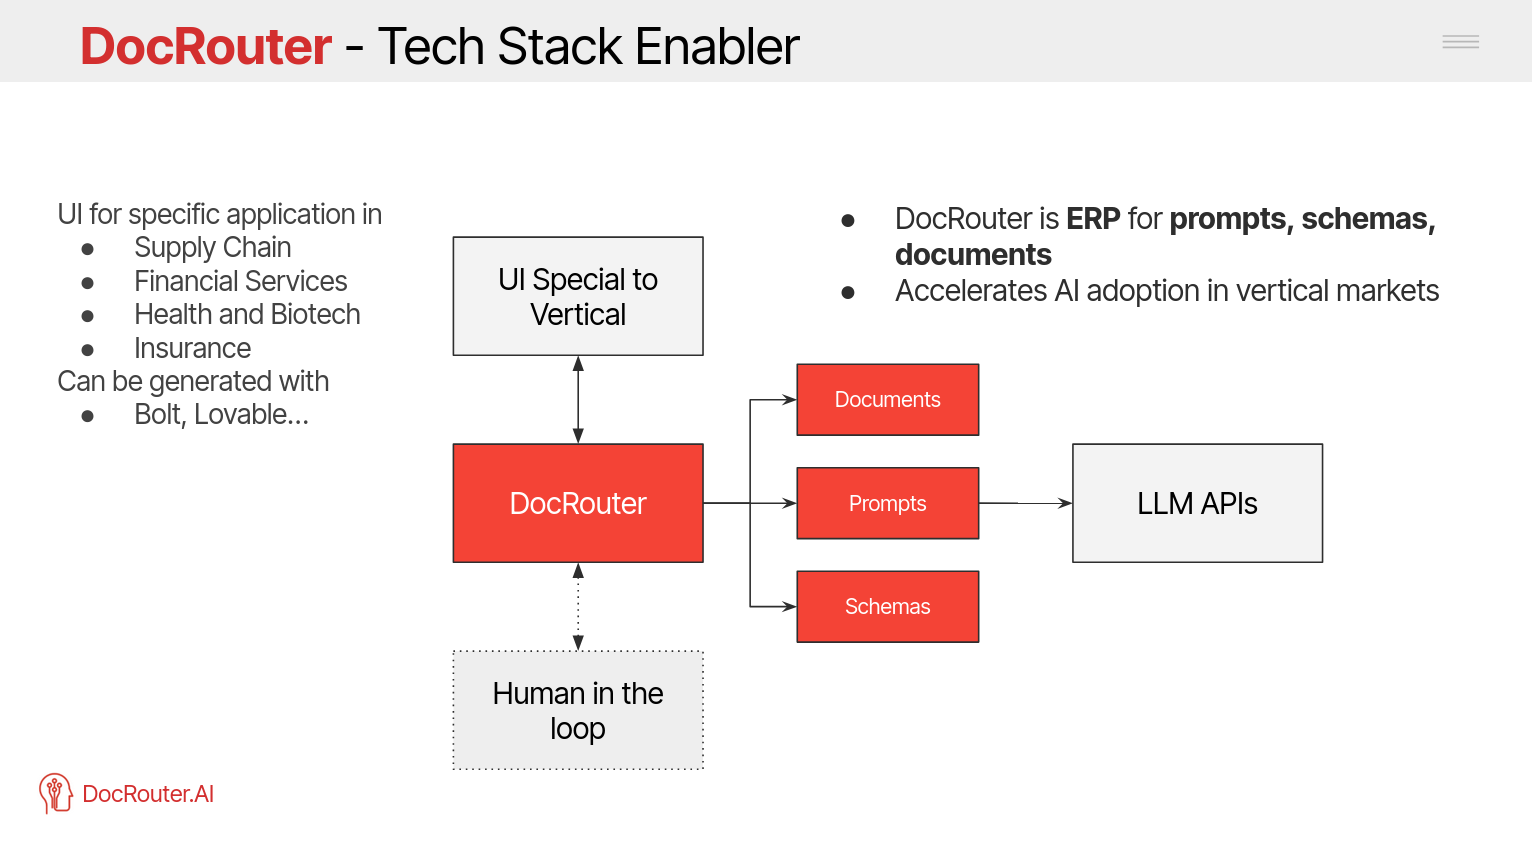 DocRouter - Tech Stack Enabler
UI for specific application in
● Supply Chain
● Financial Services
● Health and Biotech
● Insurance
Can be generated with
● Bolt, Lovable...
● DocRouter is ERP for prompts, schemas,
documents
● Accelerates AI adoption in vertical markets
UI Special to
Vertical
DocRouter
Human in the
loop
Documents
Prompts
Schemas
LLM APIs
DocRouter.AI